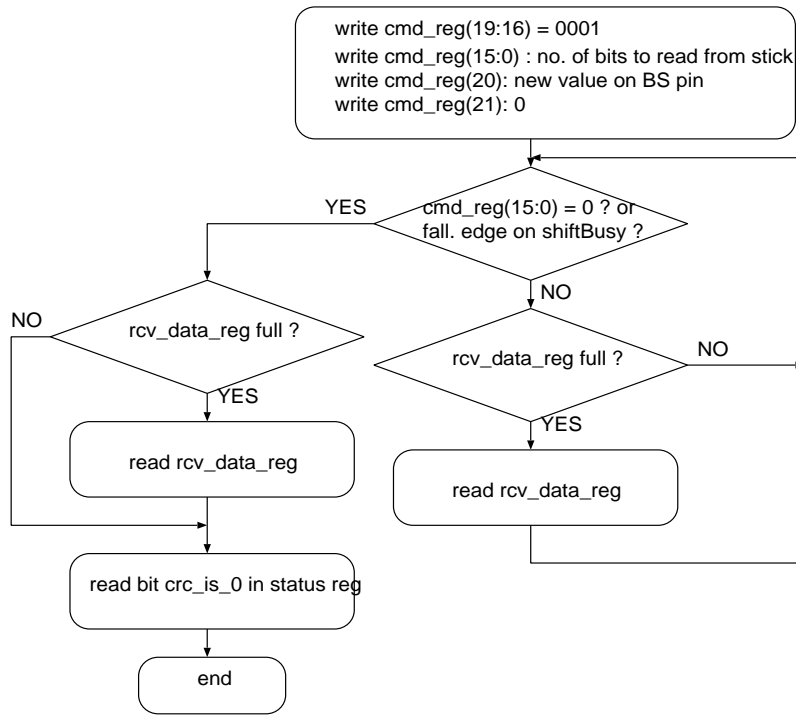 write cmd_reg(19:16) = 0001
write cmd_reg(15:0) : no. of bits to read from stick
write cmd_reg(20): new value on BS pin
write cmd_reg(21): 0
YES
cmd_reg(15:0) = 0 ? or
fall. edge on shiftBusy ?
NO
NO
rcv_data_reg full ?
rcv_data_reg full ?
NO
YES
YES
read rcv_data_reg
read rcv_data_reg
read bit crc_is_0 in status reg
end